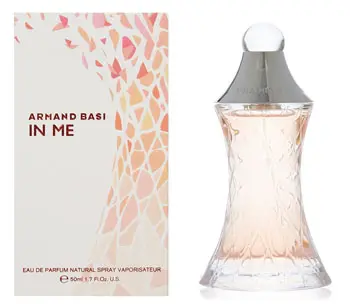 ARMAND BASI
IN ME
EAU DE PARFUM NATURAL SPRAY VAPORISATEUR
℮ 50ml 1.7 Fl.Oz. U.S.